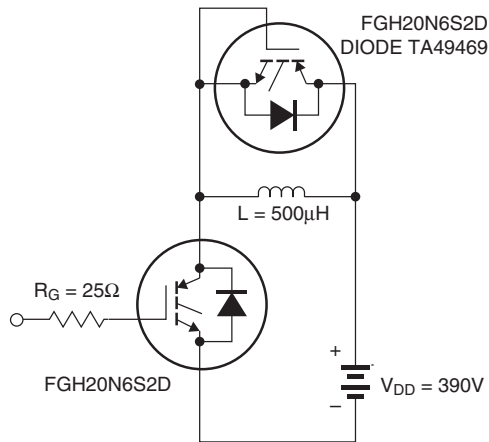 FGH20N6S2D
DIODE TA49469
L = 500μH
R_G = 25Ω
FGH20N6S2D
+
V_DD = 390V
–